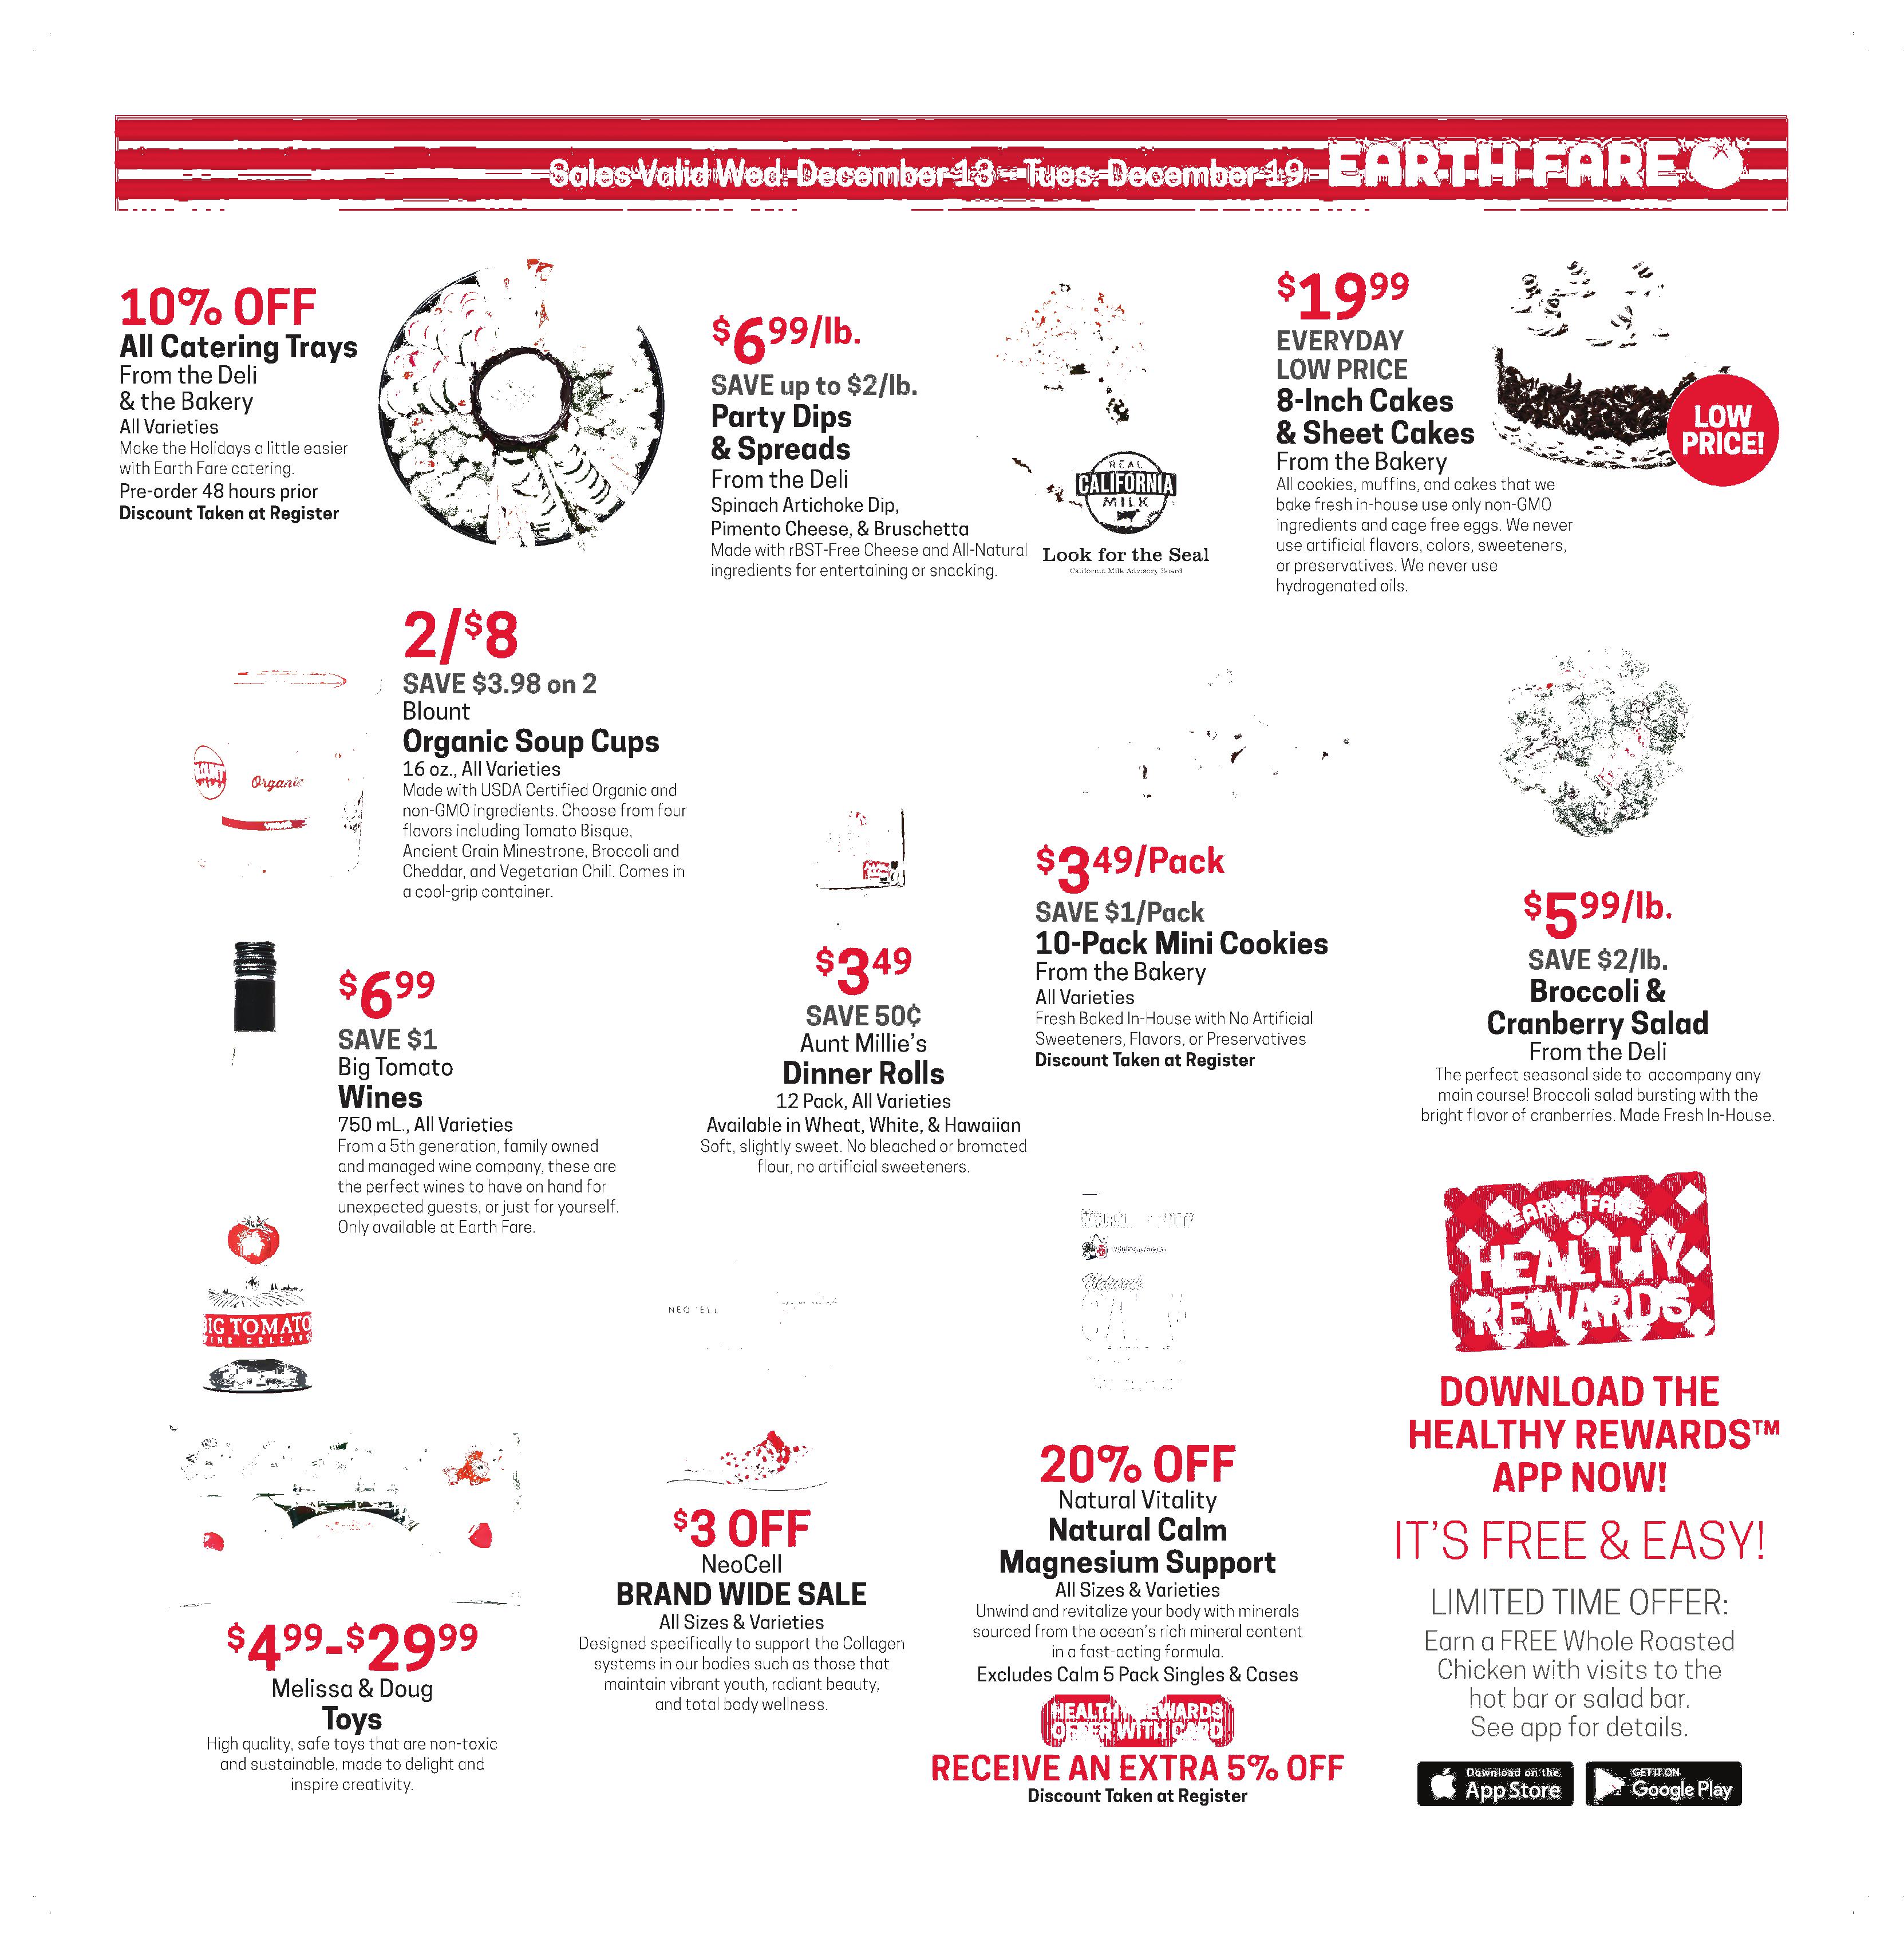 Sales Valid Wed. December 13 - Tues. December 19 EARTH FARE
10% OFF
All Catering Trays
From the Deli
& the Bakery
All Varieties
Make the Holidays a little easier
with Earth Fare catering.
Pre-order 48 hours prior
Discount Taken at Register
$6.99/lb.
SAVE up to $2/lb.
Party Dips
& Spreads
From the Deli
Spinach Artichoke Dip,
Pimento Cheese, & Bruschetta
Made with rBST-Free Cheese and All-Natural
ingredients for entertaining or snacking.
REAL
CALIFORNIA
MILK
Look for the Seal
California Milk Advisory Board
$19.99
EVERYDAY
LOW PRICE
8-Inch Cakes
& Sheet Cakes
From the Bakery
All cookies, muffins, and cakes that we
bake fresh in-house use only non-GMO
ingredients and cage free eggs. We never
use artificial flavors, colors, sweeteners,
or preservatives. We never use
hydrogenated oils.
LOW
PRICE!
2/$8
SAVE $3.98 on 2
Blount
Organic Soup Cups
16 oz., All Varieties
Made with USDA Certified Organic and
non-GMO ingredients. Choose from four
flavors including Tomato Bisque,
Ancient Grain Minestrone, Broccoli and
Cheddar, and Vegetarian Chili. Comes in
a cool-grip container.
Organic
$6.99
SAVE $1
Big Tomato
Wines
750 mL., All Varieties
From a 5th generation, family owned
and managed wine company, these are
the perfect wines to have on hand for
unexpected guests, or just for yourself.
Only available at Earth Fare.
BIG TOMATO
WINE CELLARS
$3.49
SAVE 50¢
Aunt Millie's
Dinner Rolls
12 Pack, All Varieties
Available in Wheat, White, & Hawaiian
Soft, slightly sweet. No bleached or bromated
flour, no artificial sweeteners.
$3.49/Pack
SAVE $1/Pack
10-Pack Mini Cookies
From the Bakery
All Varieties
Fresh Baked In-House with No Artificial
Sweeteners, Flavors, or Preservatives
Discount Taken at Register
$5.99/lb.
SAVE $2/lb.
Broccoli &
Cranberry Salad
From the Deli
The perfect seasonal side to accompany any
main course! Broccoli salad bursting with the
bright flavor of cranberries. Made Fresh In-House.
$4.99-$29.99
Melissa & Doug
Toys
High quality, safe toys that are non-toxic
and sustainable, made to delight and
inspire creativity.
NEOCELL
$3 OFF
NeoCell
BRAND WIDE SALE
All Sizes & Varieties
Designed specifically to support the Collagen
systems in our bodies such as those that
maintain vibrant youth, radiant beauty,
and total body wellness.
Natural
CALM
20% OFF
Natural Vitality
Natural Calm
Magnesium Support
All Sizes & Varieties
Unwind and revitalize your body with minerals
sourced from the ocean's rich mineral content
in a fast-acting formula.
Excludes Calm 5 Pack Singles & Cases
HEALTHY REWARDS
OFFER WITH CARD
RECEIVE AN EXTRA 5% OFF
Discount Taken at Register
EARTH FARE
HEALTHY
REWARDS
DOWNLOAD THE
HEALTHY REWARDS™
APP NOW!
IT'S FREE & EASY!
LIMITED TIME OFFER:
Earn a FREE Whole Roasted
Chicken with visits to the
hot bar or salad bar.
See app for details.
Download on the
App Store
GET IT ON
Google Play